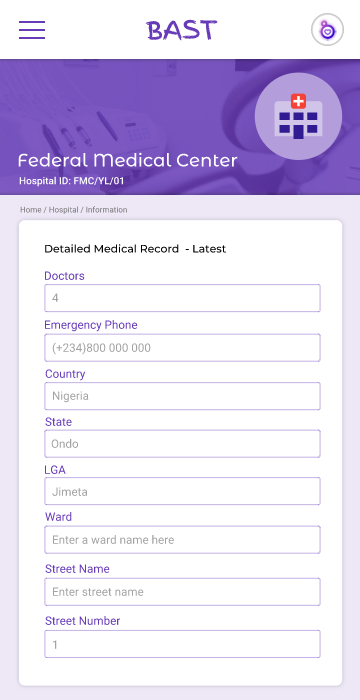 BAST
Federal Medical Center
Hospital ID: FMC/YL/01
Home / Hospital / Information
Detailed Medical Record - Latest
Doctors
4
Emergency Phone
(+234)800 000 000
Country
Nigeria
State
Ondo
LGA
Jimeta
Ward
Enter a ward name here
Street Name
Enter street name
Street Number
1